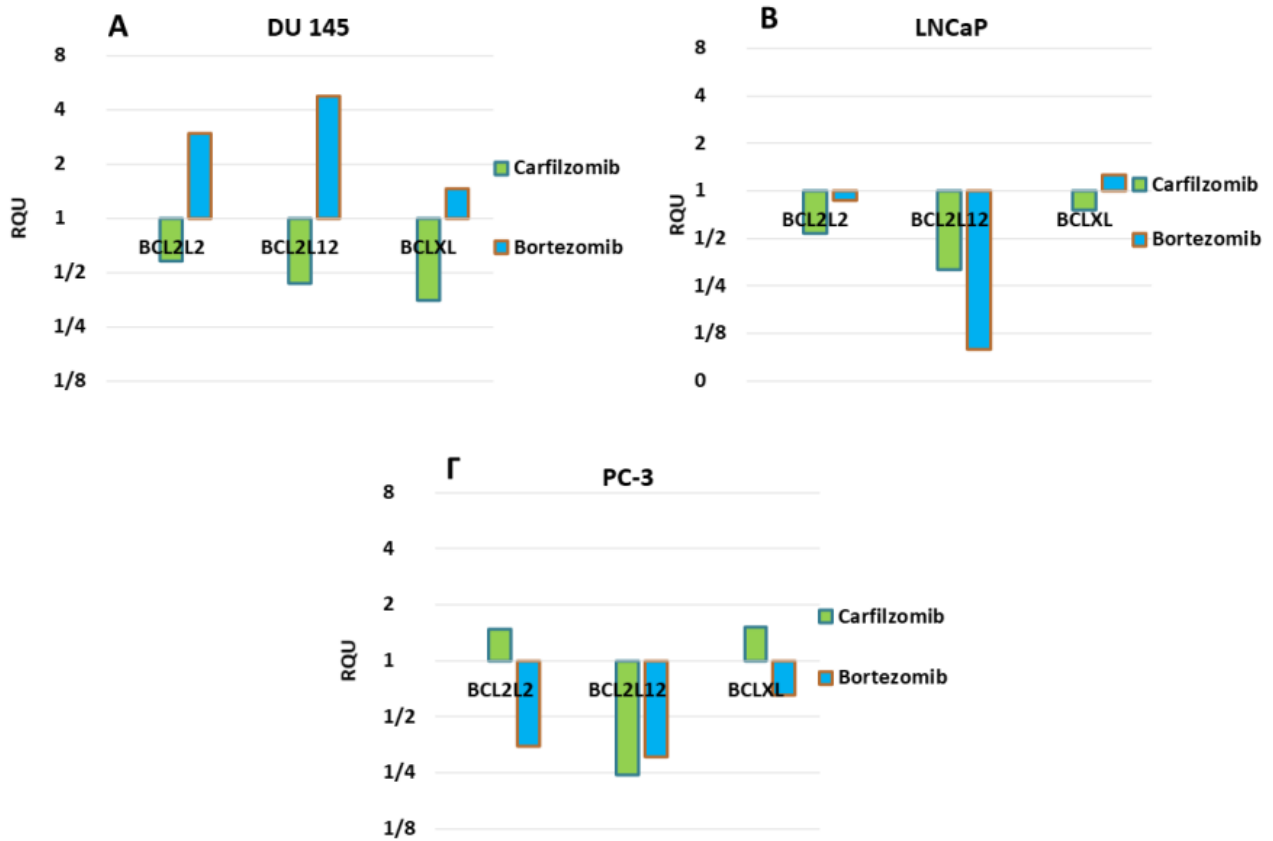 A
DU 145
8
4
2
1
1/2
1/4
1/8
RQU
BCL2L2
BCL2L12
BCLXL
Carfilzomib
Bortezomib
B
LNCaP
8
4
2
1
1/2
1/4
1/8
0
RQU
BCL2L2
BCL2L12
BCLXL
Carfilzomib
Bortezomib
Γ
PC-3
8
4
2
1
1/2
1/4
1/8
RQU
BCL2L2
BCL2L12
BCLXL
Carfilzomib
Bortezomib